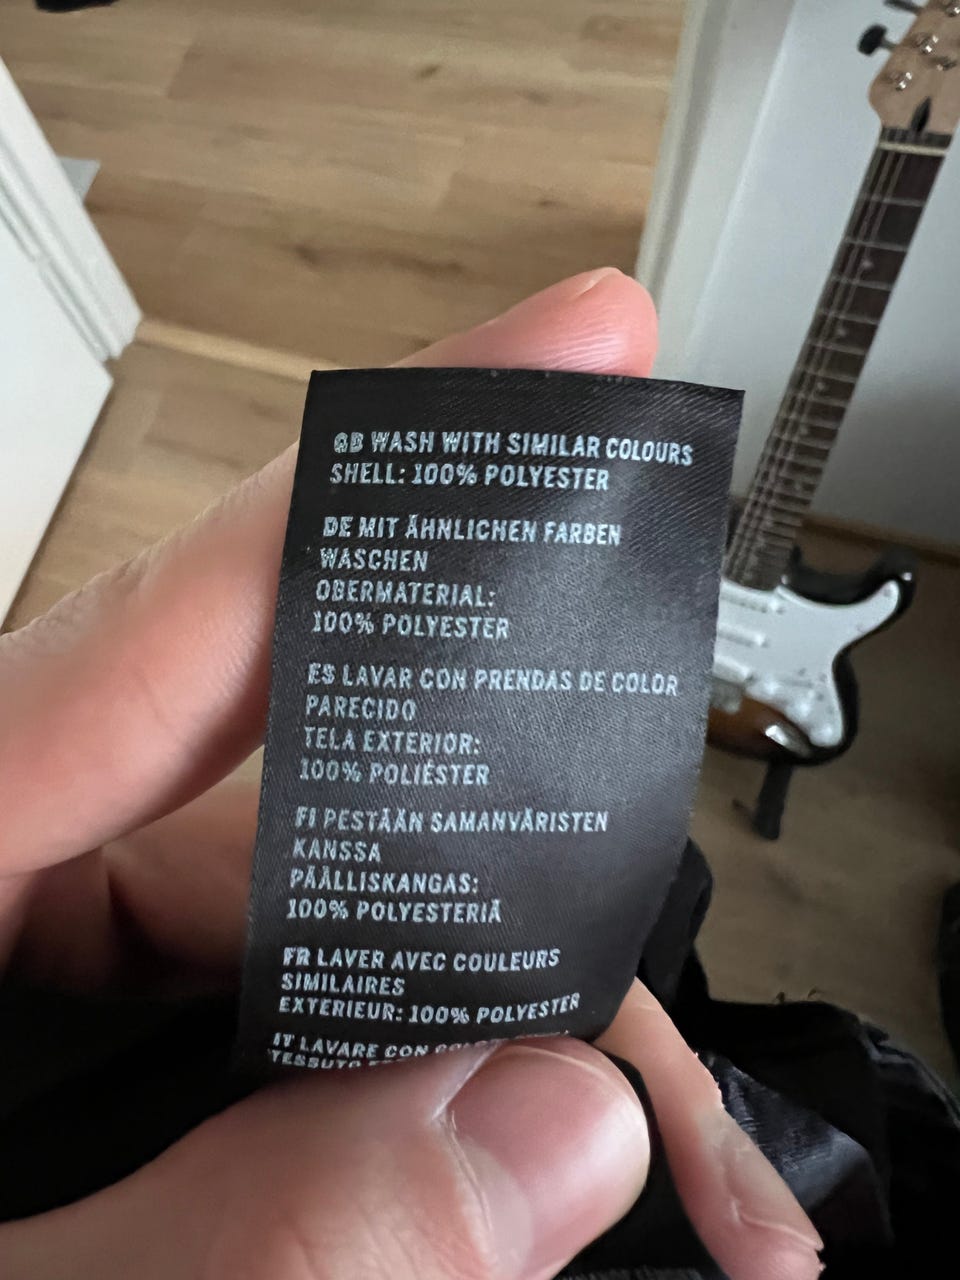 GB WASH WITH SIMILAR COLOURS
SHELL: 100% POLYESTER
DE MIT ÄHNLICHEN FARBEN
WASCHEN
OBERMATERIAL:
100% POLYESTER
ES LAVAR CON PRENDAS DE COLOR
PARECIDO
TELA EXTERIOR:
100% POLIÉSTER
FI PESTÄÄN SAMANVÄRISTEN
KANSSA
PÄÄLLISKANGAS:
100% POLYESTERIÄ
FR LAVER AVEC COULEURS
SIMILAIRES
EXTERIEUR: 100% POLYESTER
IT LAVARE CON
TESSUTO